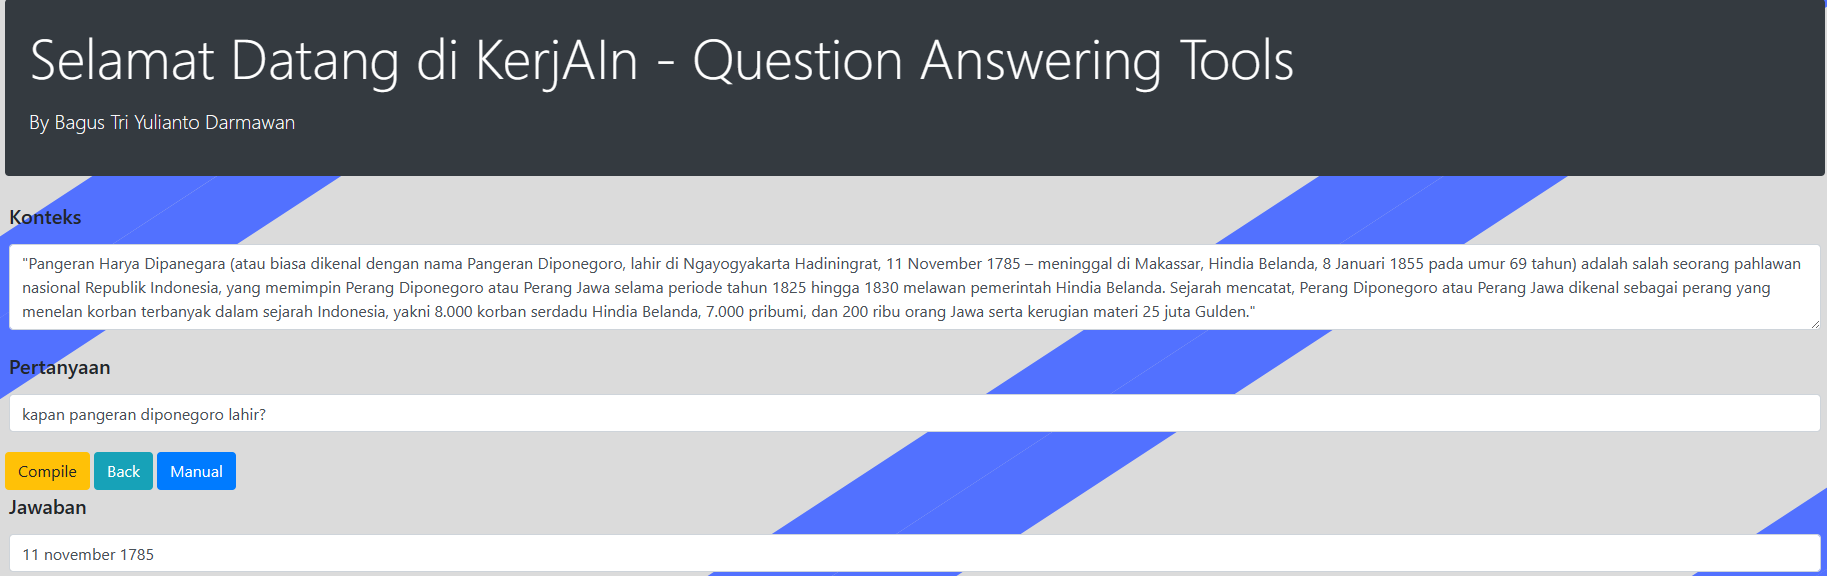 Selamat Datang di KerjAIn - Question Answering Tools
By Bagus Tri Yulianto Darmawan
Konteks
"Pangeran Harya Dipanegara (atau biasa dikenal dengan nama Pangeran Diponegoro, lahir di Ngayogyakarta Hadiningrat, 11 November 1785 – meninggal di Makassar, Hindia Belanda, 8 Januari 1855 pada umur 69 tahun) adalah salah seorang pahlawan
nasional Republik Indonesia, yang memimpin Perang Diponegoro atau Perang Jawa selama periode tahun 1825 hingga 1830 melawan pemerintah Hindia Belanda. Sejarah mencatat, Perang Diponegoro atau Perang Jawa dikenal sebagai perang yang
menelan korban terbanyak dalam sejarah Indonesia, yakni 8.000 korban serdadu Hindia Belanda, 7.000 pribumi, dan 200 ribu orang Jawa serta kerugian materi 25 juta Gulden."
Pertanyaan
kapan pangeran diponegoro lahir?
Compile Back Manual
Jawaban
11 november 1785